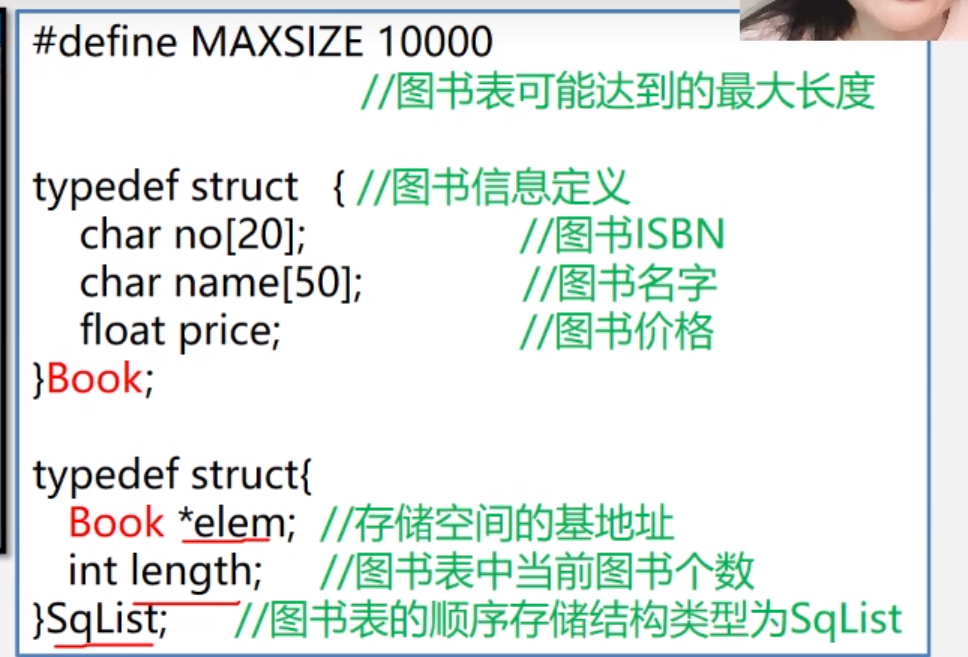 #define MAXSIZE 10000
//图书表可能达到的最大长度
typedef struct { //图书信息定义
char no[20]; //图书ISBN
char name[50]; //图书名字
float price; //图书价格
}Book;
typedef struct{
Book *elem; //存储空间的基地址
int length; //图书表中当前图书个数
}SqList; //图书表的顺序存储结构类型为SqList